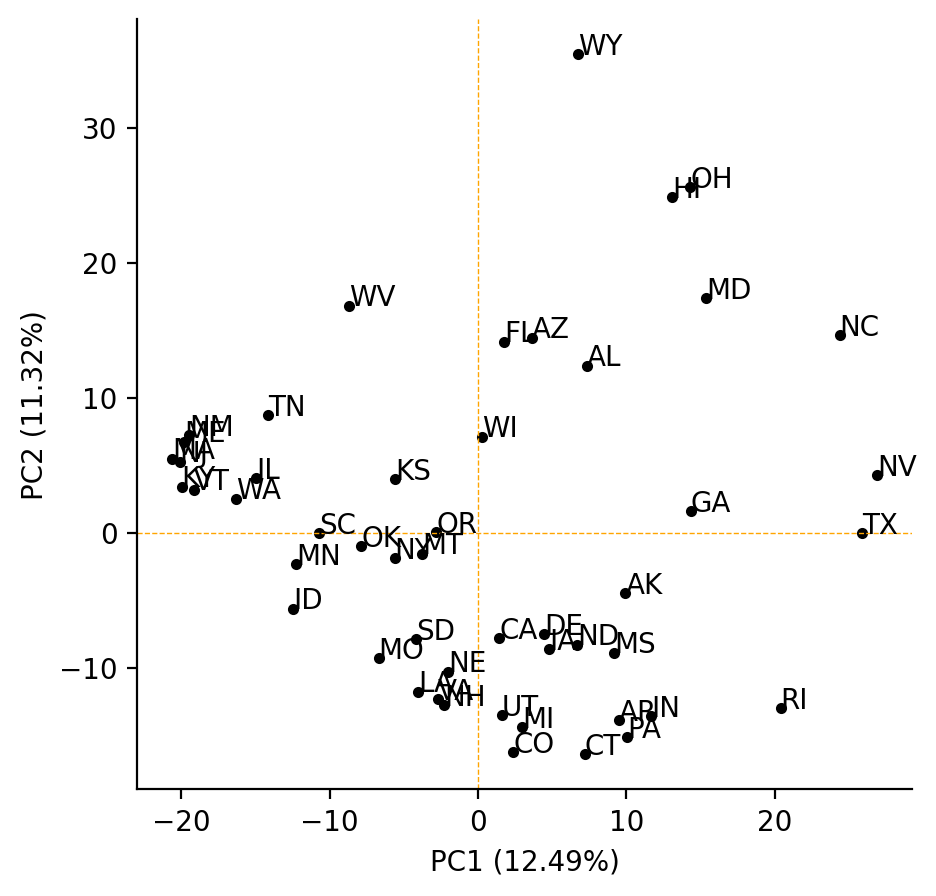 WY
30
OH
HI
20
MD
WV
NC
FL
AZ
AL
10
TN
NM
ME
WI
MA
NJ
KS
IL
NV
KY
VT
WA
GA
OR
SC
TX
0
OK
MT
NY
MN
AK
ID
DE
CA
SD
ND
IA
MS
MO
NE
−10
LA
VA
NH
RI
IN
UT
AR
MI
PA
CO
CT
−20
−10
0
10
20
PC1 (12.49%)
PC2 (11.32%)